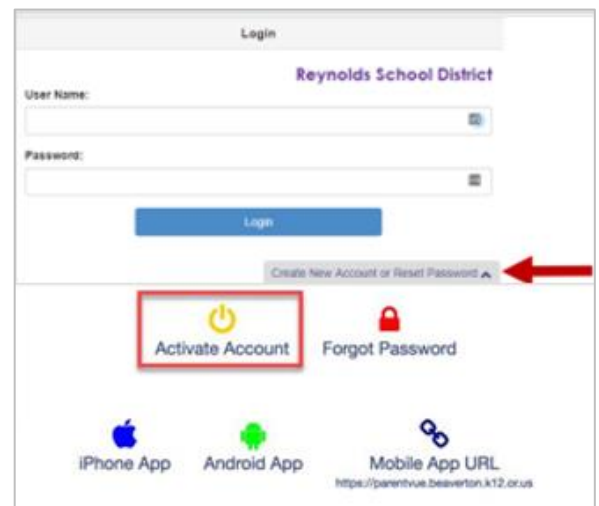 Login
Reynolds School District
User Name:
Password:
Login
Create New Account or Reset Password
Activate Account
Forgot Password
iPhone App
Android App
Mobile App URL
https://parentvue.beaverton.k12.or.us